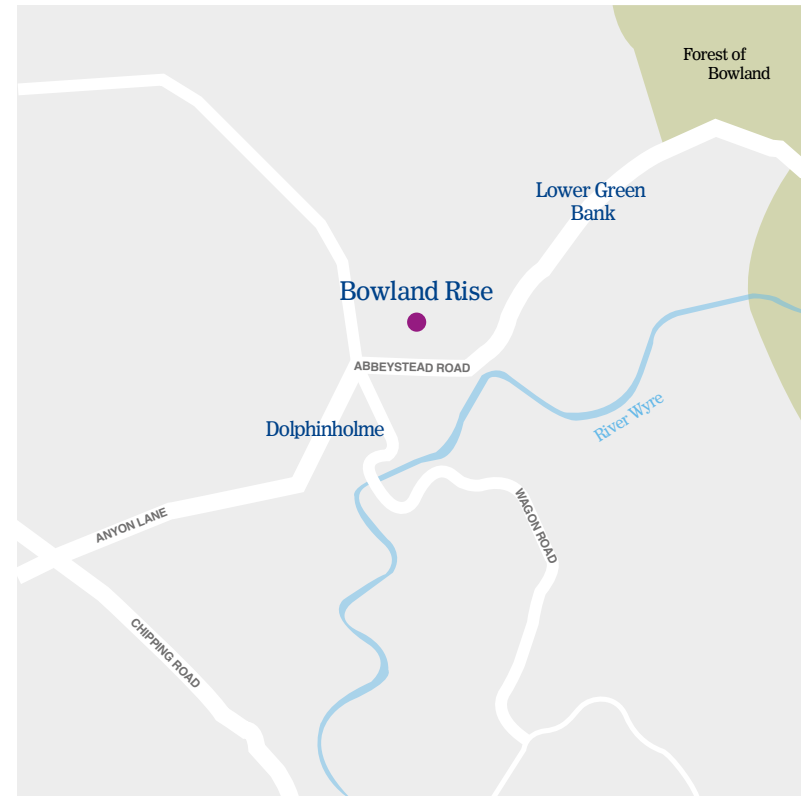 Forest of
Bowland
Lower Green
Bank
Bowland Rise
ABBEYSTEAD ROAD
River Wyre
Dolphinholme
WAGON ROAD
ANYON LANE
CHIPPING ROAD